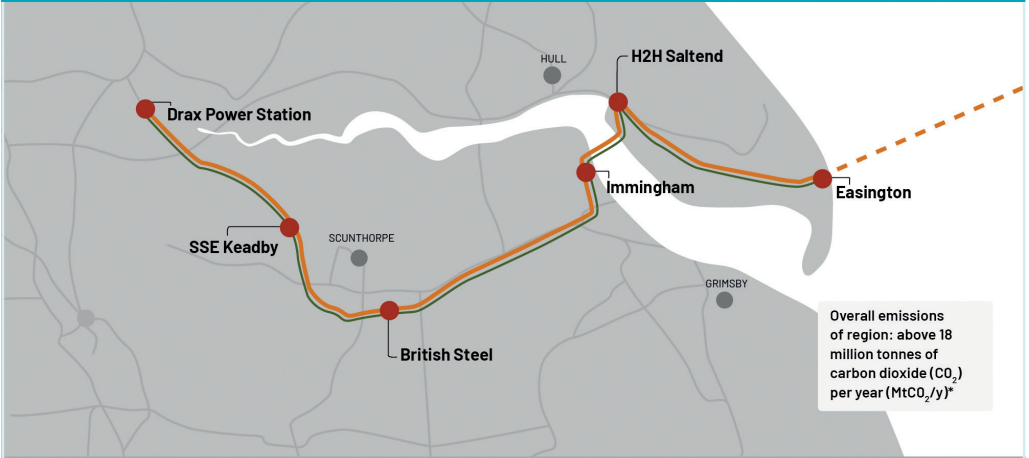 HULL
H2H Saltend
Drax Power Station
Immingham
Easington
SSE Keadby
SCUNTHORPE
GRIMSBY
British Steel
Overall emissions
of region: above 18
million tonnes of
carbon dioxide (CO₂)
per year (MtCO₂/y)*